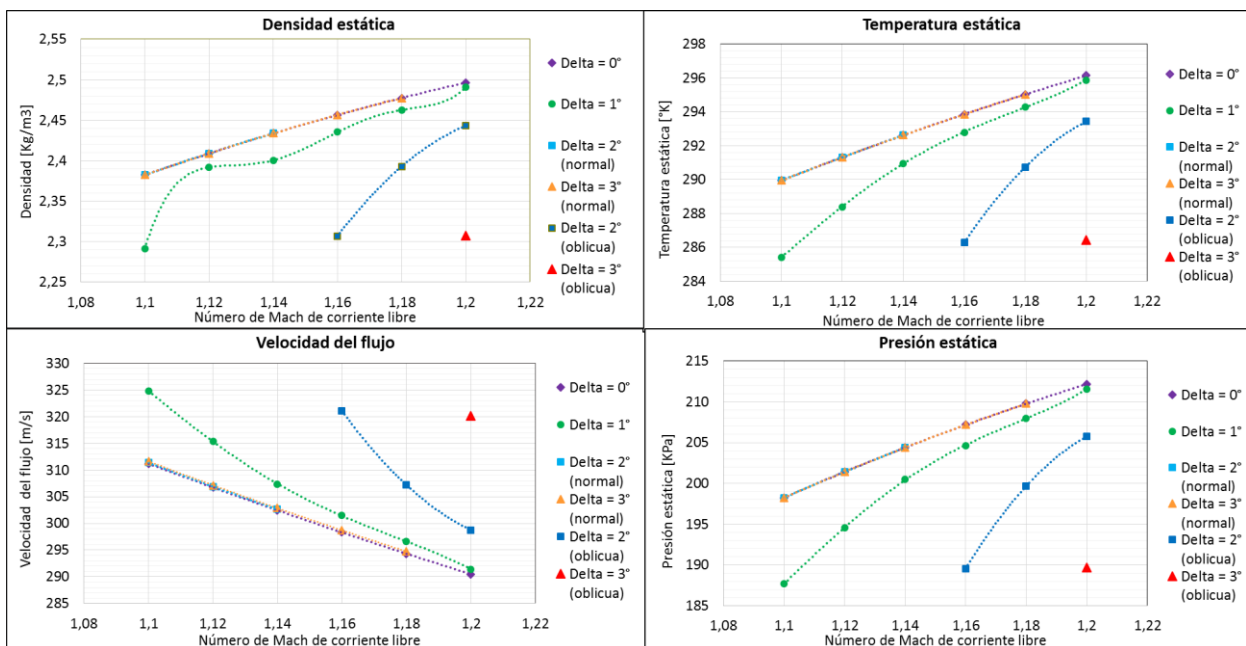 Densidad estática
2,55
2,5
2,45
2,4
2,35
2,3
2,25
1,08
1,1
1,12
1,14
1,16
1,18
1,2
1,22
Densidad [Kg/m3]
Número de Mach de corriente libre
Delta = 0°
Delta = 1°
Delta = 2°
(normal)
Delta = 3°
(normal)
Delta = 2°
(oblicua)
Delta = 3°
(oblicua)
Temperatura estática
298
296
294
292
290
288
286
284
1,08
1,1
1,12
1,14
1,16
1,18
1,2
1,22
Temperatura estática [°K]
Número de Mach de corriente libre
Delta = 0°
Delta = 1°
Delta = 2°
(normal)
Delta = 3°
(normal)
Delta = 2°
(oblicua)
Delta = 3°
(oblicua)
Velocidad del flujo
330
325
320
315
310
305
300
295
290
285
1,08
1,1
1,12
1,14
1,16
1,18
1,2
1,22
Velocidad del flujo [m/s]
Número de Mach de corriente libre
Delta = 0°
Delta = 1°
Delta = 2°
(normal)
Delta = 3°
(normal)
Delta = 2°
(oblicua)
Delta = 3°
(oblicua)
Presión estática
215
210
205
200
195
190
185
1,08
1,1
1,12
1,14
1,16
1,18
1,2
1,22
Presión estática [KPa]
Número de Mach de corriente libre
Delta = 0°
Delta = 1°
Delta = 2°
(normal)
Delta = 3°
(normal)
Delta = 2°
(oblicua)
Delta = 3°
(oblicua)